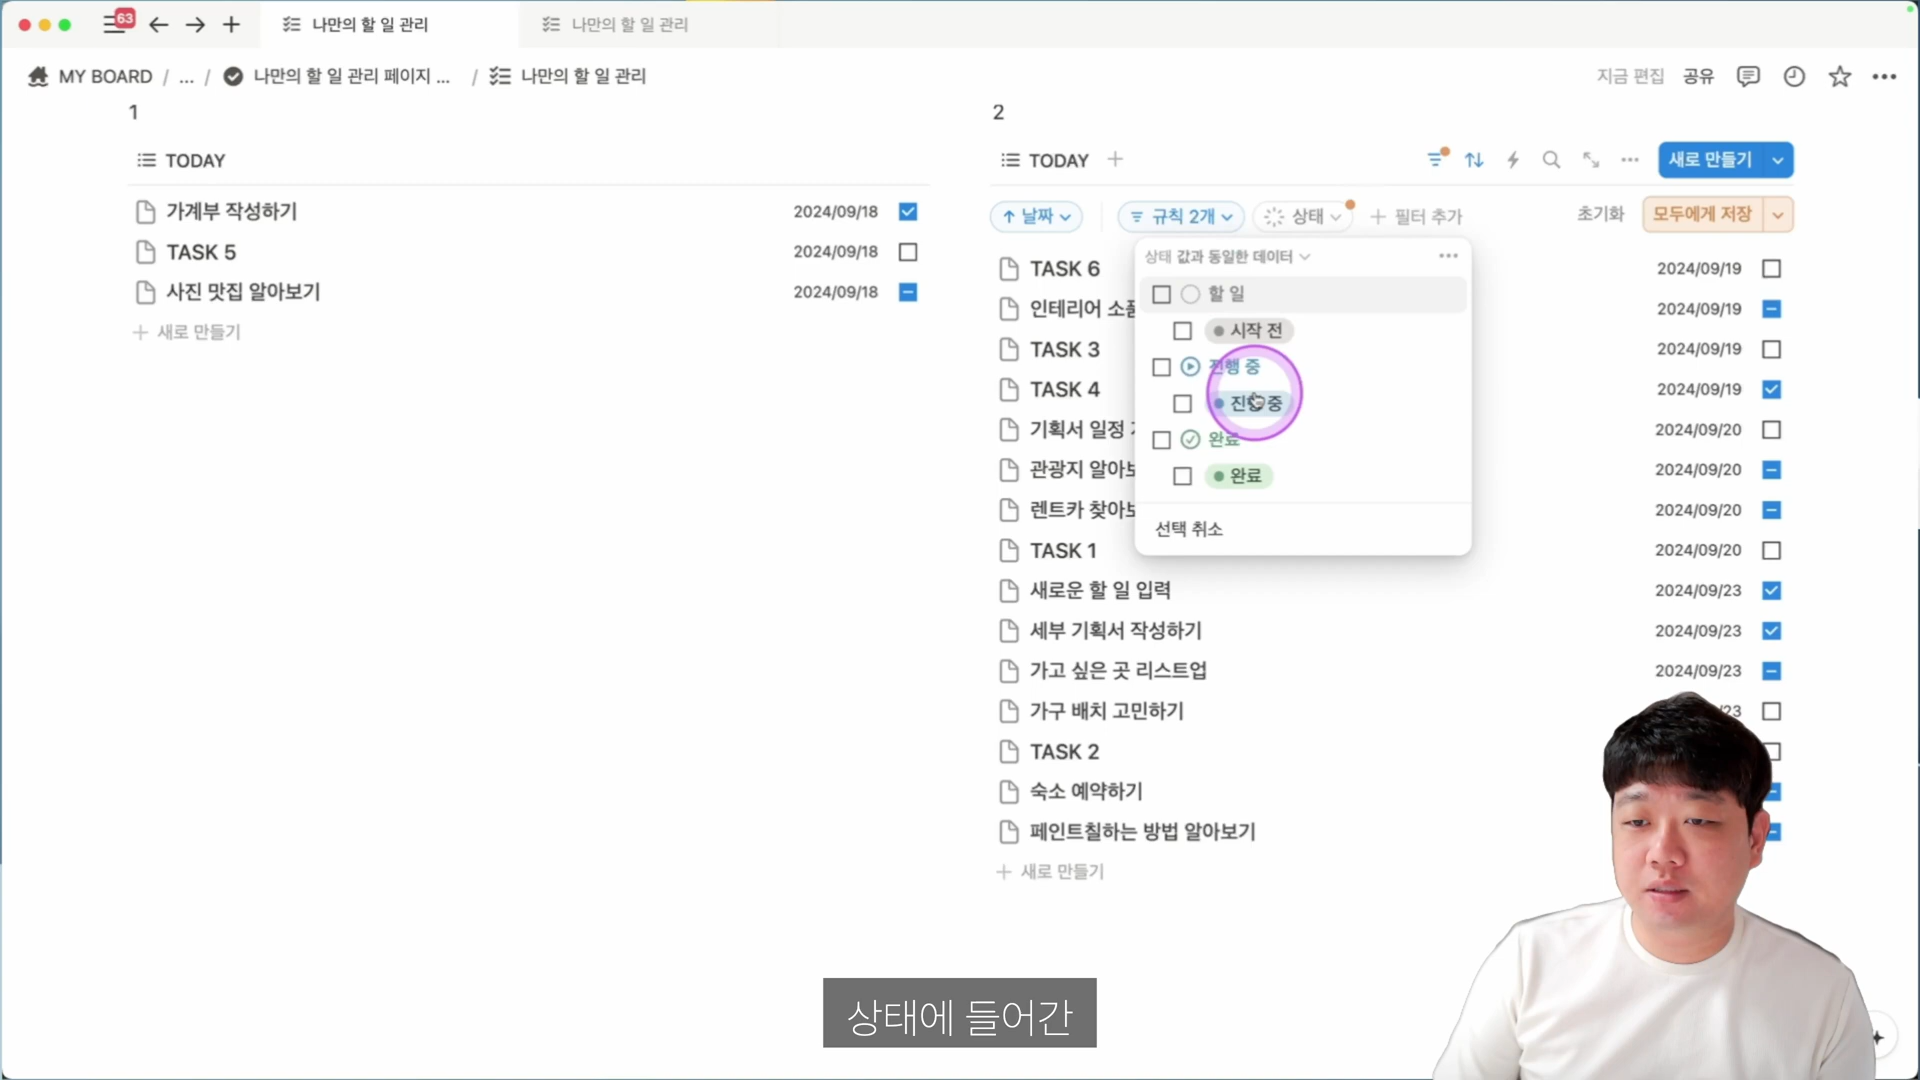 63
나만의 할 일 관리
나만의 할 일 관리
MY BOARD / ... / 나만의 할 일 관리 페이지 ... / 나만의 할 일 관리
지금 편집 공유
1
TODAY
가계부 작성하기 2024/09/18
TASK 5 2024/09/18
사진 맛집 알아보기 2024/09/18
새로 만들기
2
TODAY
새로 만들기
날짜 규칙 2개 상태 필터 추가
초기화 모두에게 저장
상태 값과 동일한 데이터
할 일
시작 전
진행 중
진행 중
완료
완료
선택 취소
TASK 6 2024/09/19
인테리어 2024/09/19
TASK 3 2024/09/19
TASK 4 2024/09/19
기획서 일정 2024/09/20
관광지 2024/09/20
렌트카 2024/09/20
TASK 1 2024/09/20
새로운 할 일 입력 2024/09/23
세부 기획서 작성하기 2024/09/23
가고 싶은 곳 리스트업 2024/09/23
가구 배치 고민하기
TASK 2
숙소 예약하기
페인트칠하는 방법 알아보기
새로 만들기
상태에 들어간